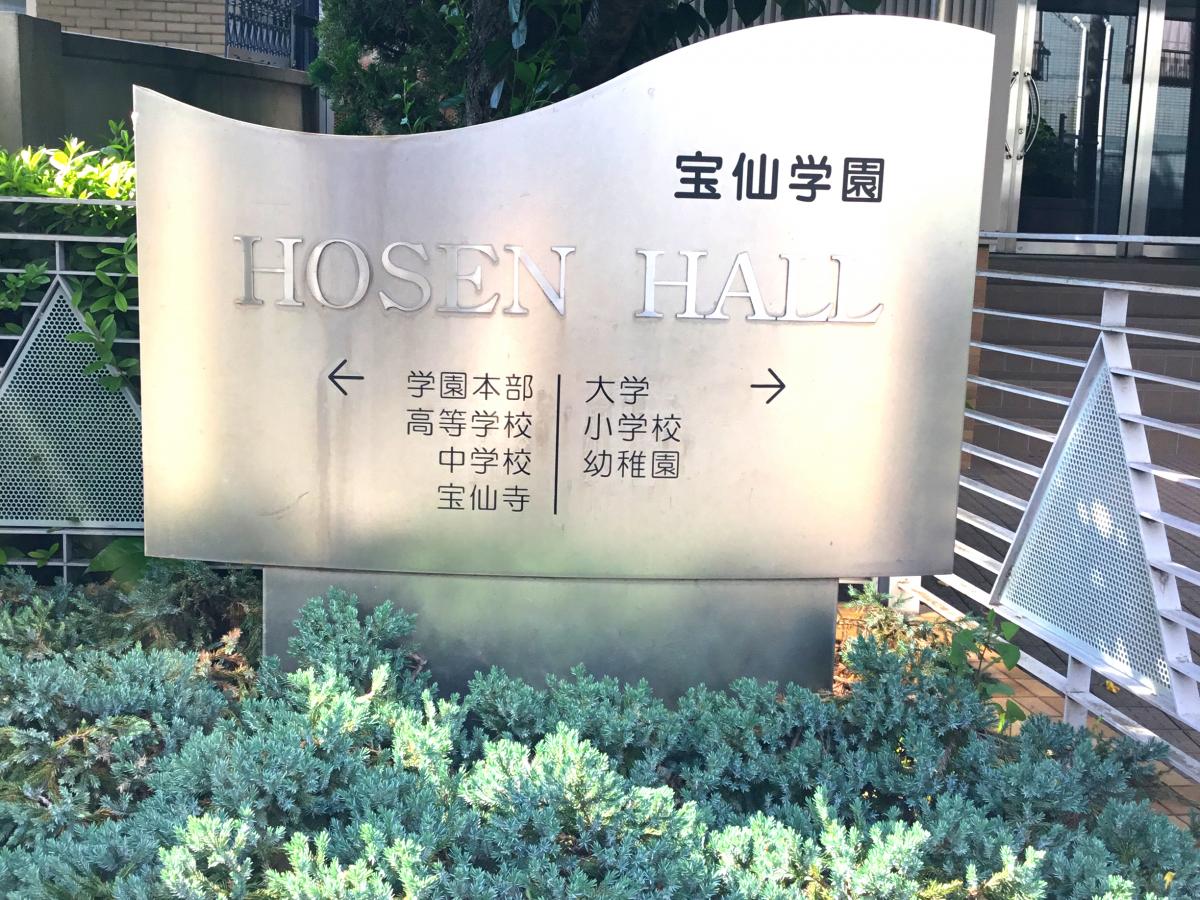 宝仙学園
HOSEN HALL
← 学園本部
高等学校
中学校
宝仙寺
大学 →
小学校
幼稚園